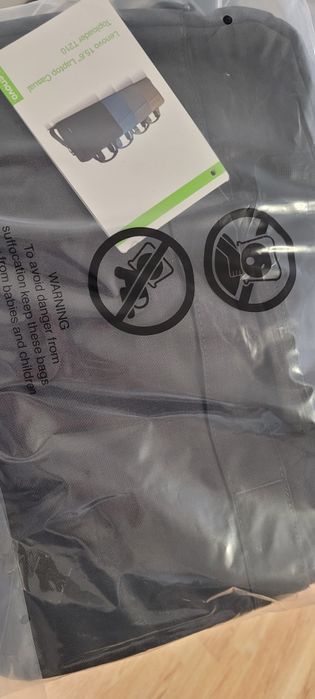 Lenovo 15.6" Laptop Casual
Toploader T210
Lenovo
WARNING
To avoid danger from
suffocation keep these bags
from babies and children